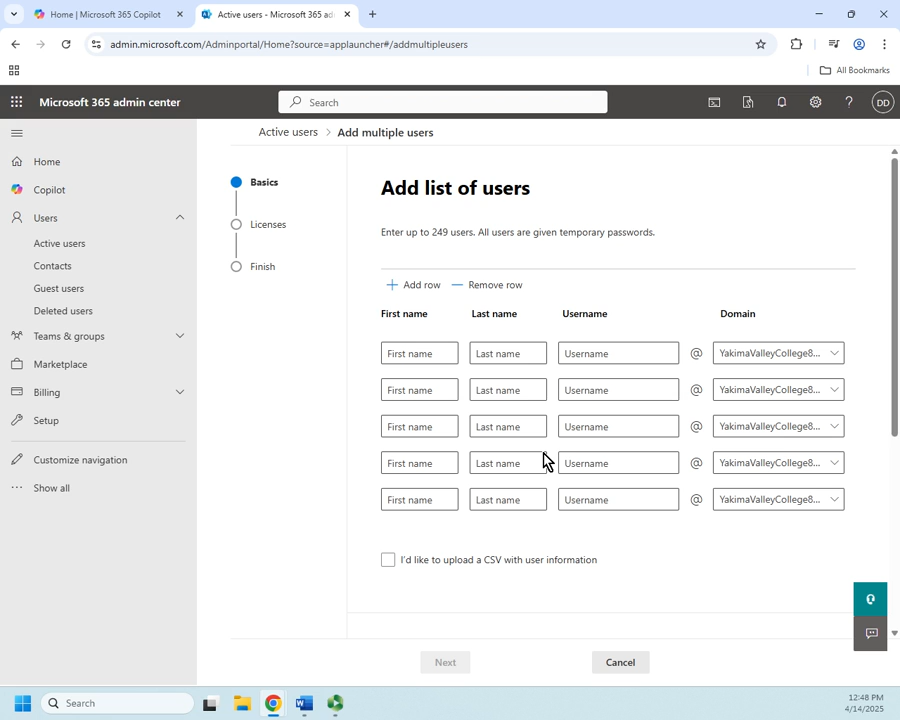 Home | Microsoft 365 Copilot
Active users - Microsoft 365 ad
admin.microsoft.com/Adminportal/Home?source=applauncher#/addmultipleusers
All Bookmarks
Microsoft 365 admin center
Search
DD
Active users > Add multiple users
Home
Copilot
Users
Active users
Contacts
Guest users
Deleted users
Teams & groups
Marketplace
Billing
Setup
Customize navigation
Show all
Basics
Licenses
Finish
Add list of users
Enter up to 249 users. All users are given temporary passwords.
Add row
Remove row
First name Last name Username Domain
First name Last name Username @ YakimaValleyCollege8...
First name Last name Username @ YakimaValleyCollege8...
First name Last name Username @ YakimaValleyCollege8...
First name Last name Username @ YakimaValleyCollege8...
First name Last name Username @ YakimaValleyCollege8...
I'd like to upload a CSV with user information
Next
Cancel
Search
12:48 PM
4/14/2025